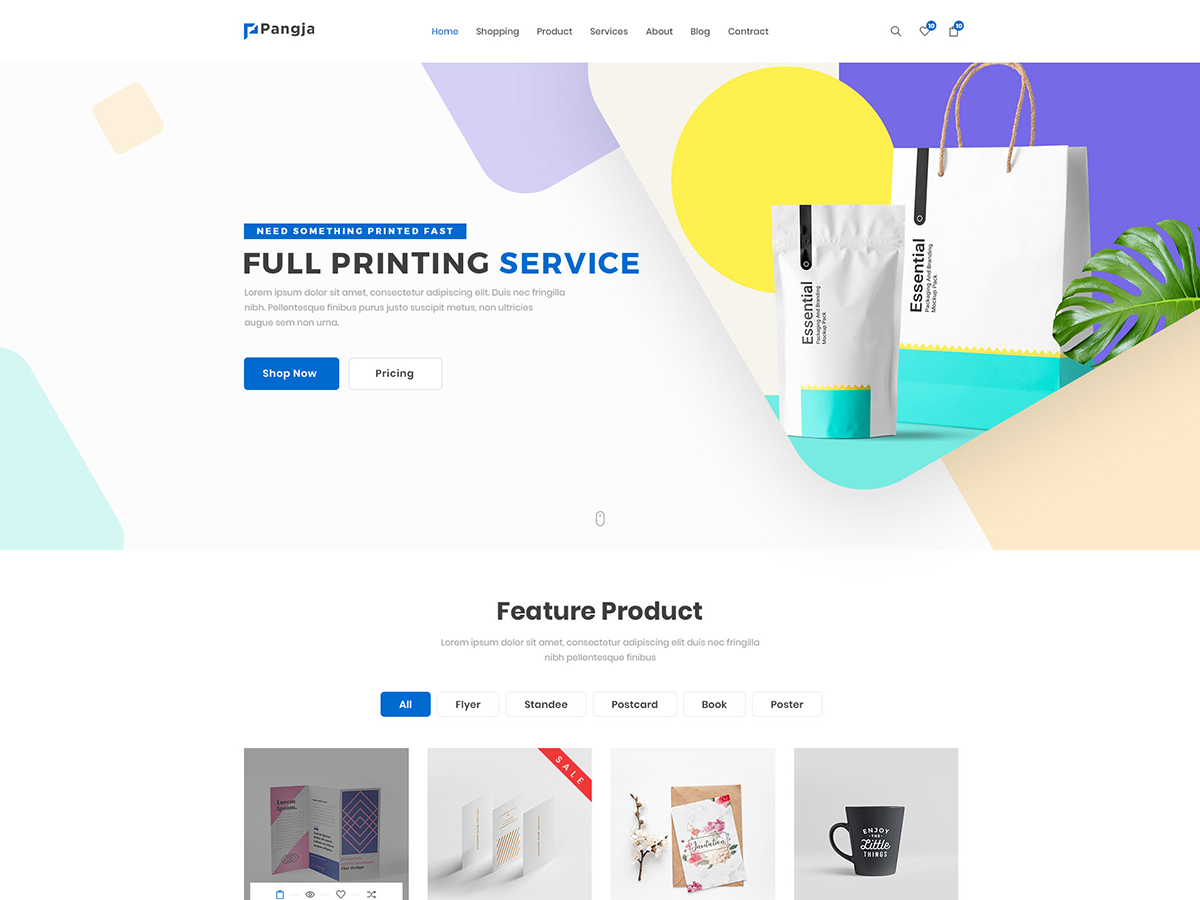 Pangja
Home Shopping Product Services About Blog Contract
10 10
NEED SOMETHING PRINTED FAST
FULL PRINTING SERVICE
Lorem ipsum dolor sit amet, consectetur adipiscing elit. Duis nec fringilla
nibh. Pellentesque finibus purus justo suscipit metus, non ultricies
augue sem non urna.
Shop Now Pricing
Essential
Packaging And Branding
Mockup Pack
Essential
Packaging And Branding
Mockup Pack
Feature Product
Lorem ipsum dolor sit amet, consectetur adipiscing elit duis nec fringilla
nibh pellentesque finibus
All Flyer Standee Postcard Book Poster
Lorem
Ipsum.
Flat design
SALE
Invitation
ENJOY
THE
Little
THINGS